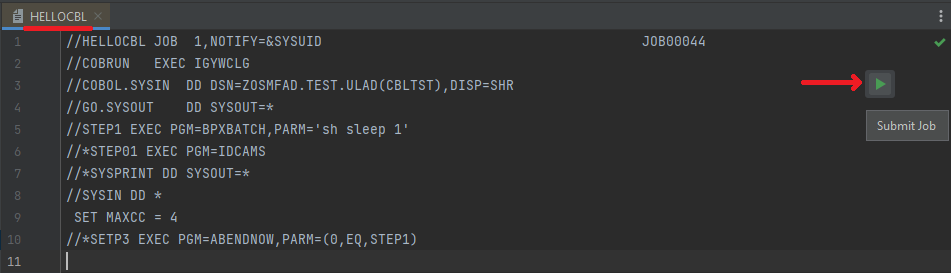 HELLOCBL
1 //HELLOCBL JOB  1,NOTIFY=&SYSUID                                        JOB00044
2 //COBRUN   EXEC IGYWCLG
3 //COBOL.SYSIN  DD DSN=ZOSMFAD.TEST.ULAD(CBLTST),DISP=SHR
4 //GO.SYSOUT    DD SYSOUT=*
5 //STEP1 EXEC PGM=BPXBATCH,PARM='sh sleep 1'
6 //*STEP01 EXEC PGM=IDCAMS
7 //*SYSPRINT DD SYSOUT=*
8 //SYSIN DD *
9  SET MAXCC = 4
10 //*SETP3 EXEC PGM=ABENDNOW,PARM=(0,EQ,STEP1)
11
Submit Job